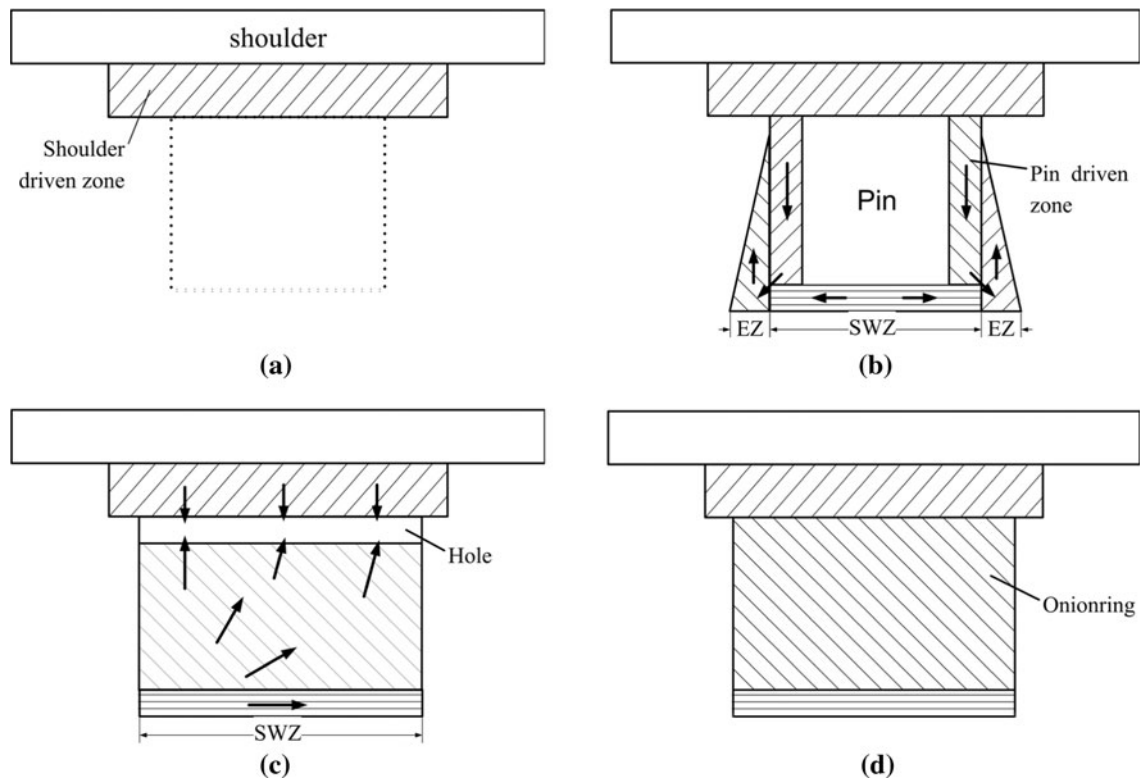 shoulder
Shoulder
driven zone
(a)
Pin
Pin driven
zone
EZ
SWZ
EZ
(b)
Hole
SWZ
(c)
Onionring
(d)